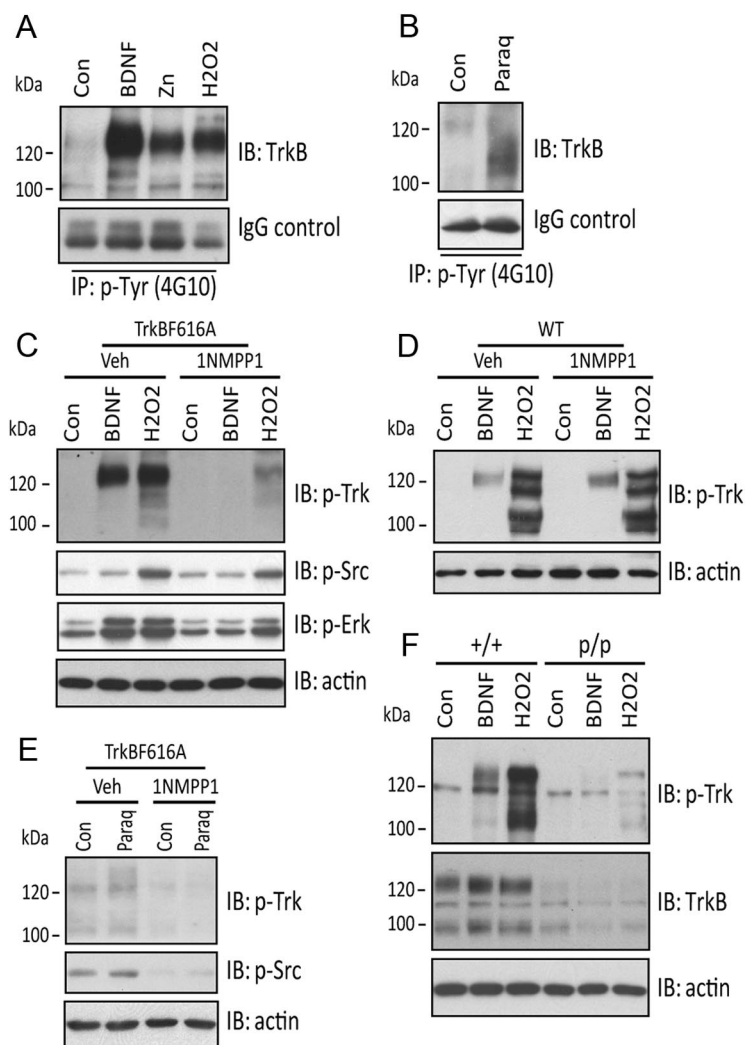 A
kDa
Con
BDNF
Zn
H2O2
120
100
IB: TrkB
IgG control
IP: p-Tyr (4G10)
B
kDa
Con
Paraq
120
100
IB: TrkB
IgG control
IP: p-Tyr (4G10)
C
TrkBF616A
Veh 1NMPP1
kDa
Con
BDNF
H2O2
Con
BDNF
H2O2
120
100
IB: p-Trk
IB: p-Src
IB: p-Erk
IB: actin
D
WT
Veh 1NMPP1
kDa
Con
BDNF
H2O2
Con
BDNF
H2O2
120
100
IB: p-Trk
IB: actin
E
TrkBF616A
Veh 1NMPP1
kDa
Con
Paraq
Con
Paraq
120
100
IB: p-Trk
IB: p-Src
IB: actin
F
+/+ p/p
kDa
Con
BDNF
H2O2
Con
BDNF
H2O2
120
100
IB: p-Trk
120
100
IB: TrkB
IB: actin